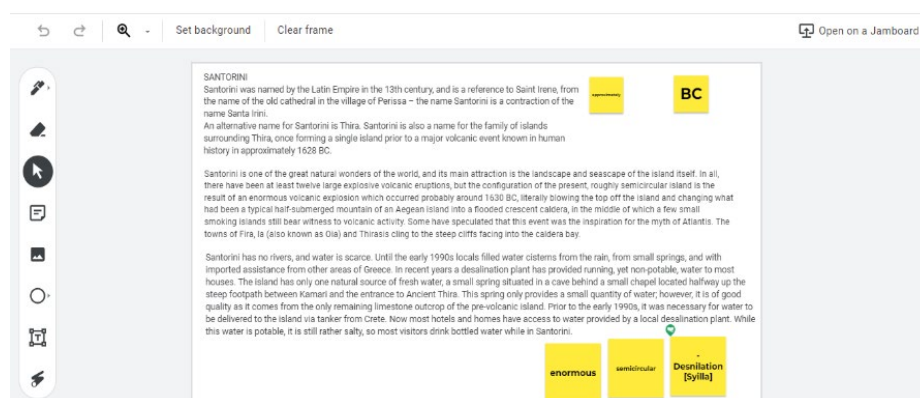 Set background
Clear frame
Open on a Jamboard
SANTORINI
Santorini was named by the Latin Empire in the 13th century, and is a reference to Saint Irene, from
the name of the old cathedral in the village of Perissa – the name Santorini is a contraction of the
name Santa Irini.
An alternative name for Santorini is Thira. Santorini is also a name for the family of islands
surrounding Thira, once forming a single island prior to a major volcanic event known in human
history in approximately 1628 BC.
approximately
BC
Santorini is one of the great natural wonders of the world, and its main attraction is the landscape and seascape of the island itself. In all,
there have been at least twelve large explosive volcanic eruptions, but the configuration of the present, roughly semicircular island is the
result of an enormous volcanic explosion which occurred probably around 1630 BC, literally blowing the top off the island and changing what
had been a typical half-submerged mountain of an Aegean island into a flooded crescent caldera, in the middle of which a few small
smoking islands still bear witness to volcanic activity. Some have speculated that this event was the inspiration for the myth of Atlantis. The
towns of Fira, Ia (also known as Oia) and Thirasis cling to the steep cliffs facing into the caldera bay.
Santorini has no rivers, and water is scarce. Until the early 1990s locals filled water cisterns from the rain, from small springs, and with
imported assistance from other areas of Greece. In recent years a desalination plant has provided running, yet non-potable, water to most
houses. The island has only one natural source of fresh water, a small spring situated in a cave behind a small chapel located halfway up the
steep footpath between Kamari and the entrance to Ancient Thira. This spring only provides a small quantity of water; however, it is of good
quality as it comes from the only remaining limestone outcrop of the pre-volcanic island. Prior to the early 1990s, it was necessary for water to
be delivered to the island via tanker from Crete. Now most hotels and homes have access to water provided by a local desalination plant. While
this water is potable, it is still rather salty, so most visitors drink bottled water while in Santorini.
enormous
semicircular
-
Desnilation
[Syilla]